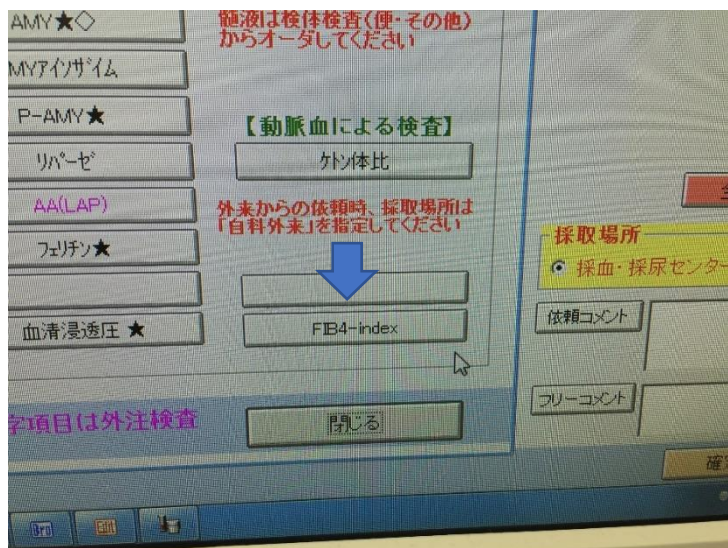 AMY★◇
MYアイソザイム
P-AMY★
リパーゼ
AA(LAP)
フェリチン★
血清浸透圧 ★
字項目は外注検査
髄液は検体検査(便・その他)
からオーダしてください
【動脈血による検査】
ケトン体比
外来からの依頼時、採取場所は
「自科外来」を指定してください
FIB4-index
閉じる
採取場所
採血・採尿センター
依頼コメント
フリーコメント
確定
Bro
Edit